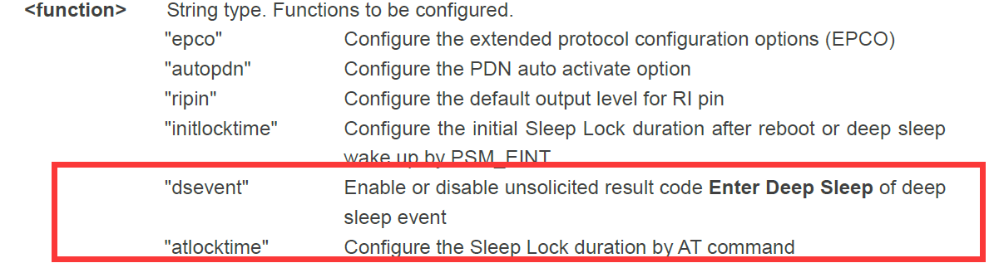 <function> String type. Functions to be configured.
"epco" Configure the extended protocol configuration options (EPCO)
"autopdn" Configure the PDN auto activate option
"ripin" Configure the default output level for RI pin
"initlocktime" Configure the initial Sleep Lock duration after reboot or deep sleep
wake up by PSM_EINT
"dsevent" Enable or disable unsolicited result code Enter Deep Sleep of deep
sleep event
"atlocktime" Configure the Sleep Lock duration by AT command